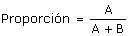 Proporción = A / (A + B)